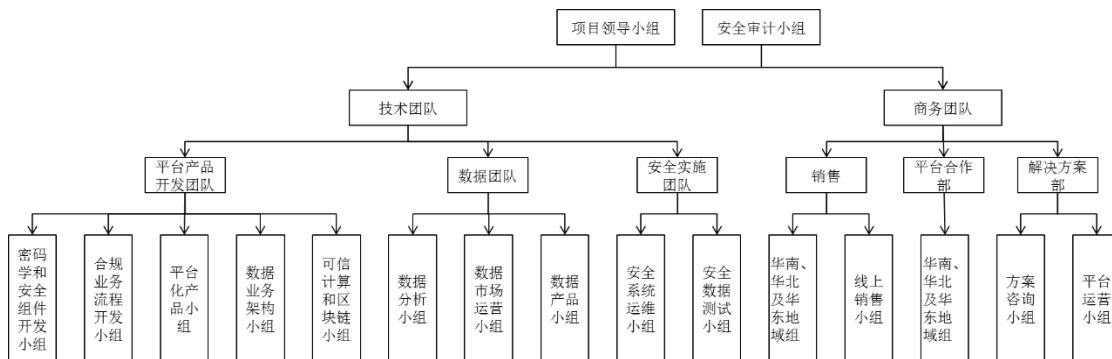 项目领导小组
安全审计小组
技术团队
商务团队
平台产品
开发团队
数据团队
安全实施
团队
销售
平台合作
部
解决方案
部
密码
学和
安全
组件
开发
小组
合规
业务
流程
开发
小组
平台
化产
品小
组
数据
业务
架构
小组
可信
计算
和区
块链
小组
数据
分析
小组
数据
市场
运营
小组
数据
产品
小组
安全
系统
运维
小组
安全
数据
测试
小组
华南、
华北
及华
东地
域组
线上
销售
小组
华南、
华北
及华
东地
域组
方案
咨询
小组
平台
运营
小组